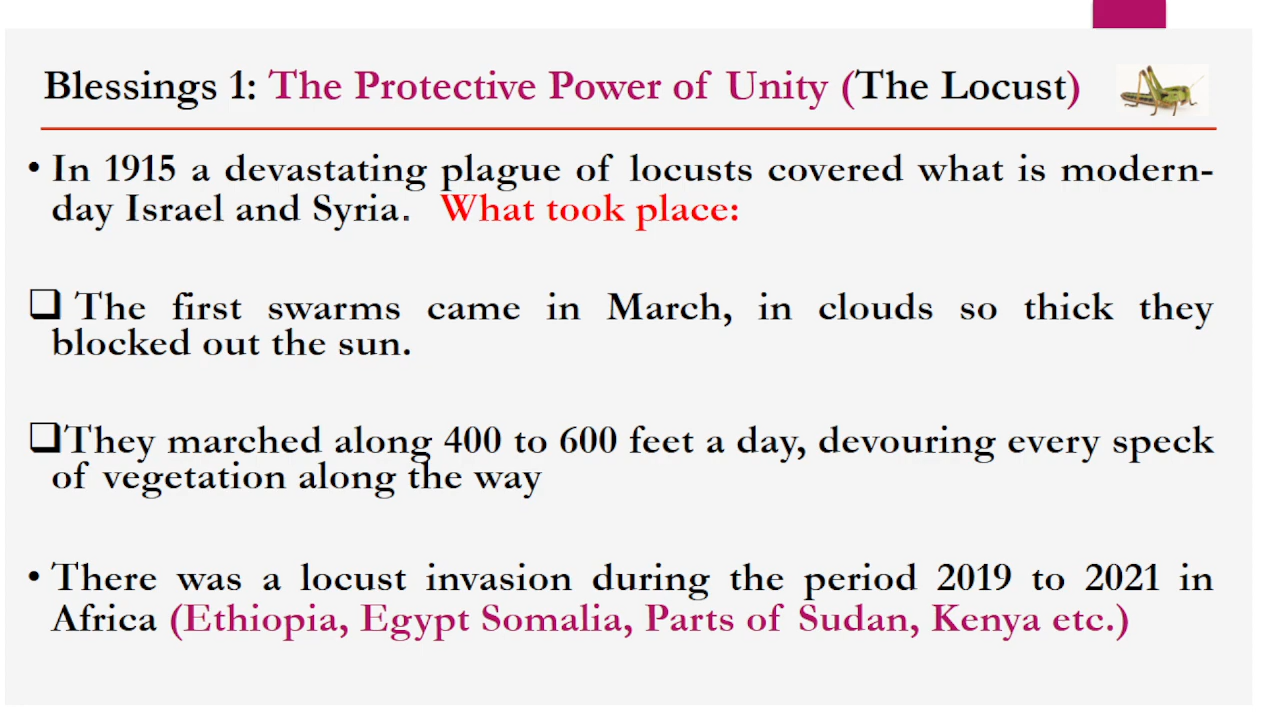 Blessings 1: The Protective Power of Unity (The Locust)
• In 1915 a devastating plague of locusts covered what is modern-
day Israel and Syria. What took place:
❑ The first swarms came in March, in clouds so thick they
blocked out the sun.
❑They marched along 400 to 600 feet a day, devouring every speck
of vegetation along the way
• There was a locust invasion during the period 2019 to 2021 in
Africa (Ethiopia, Egypt Somalia, Parts of Sudan, Kenya etc.)